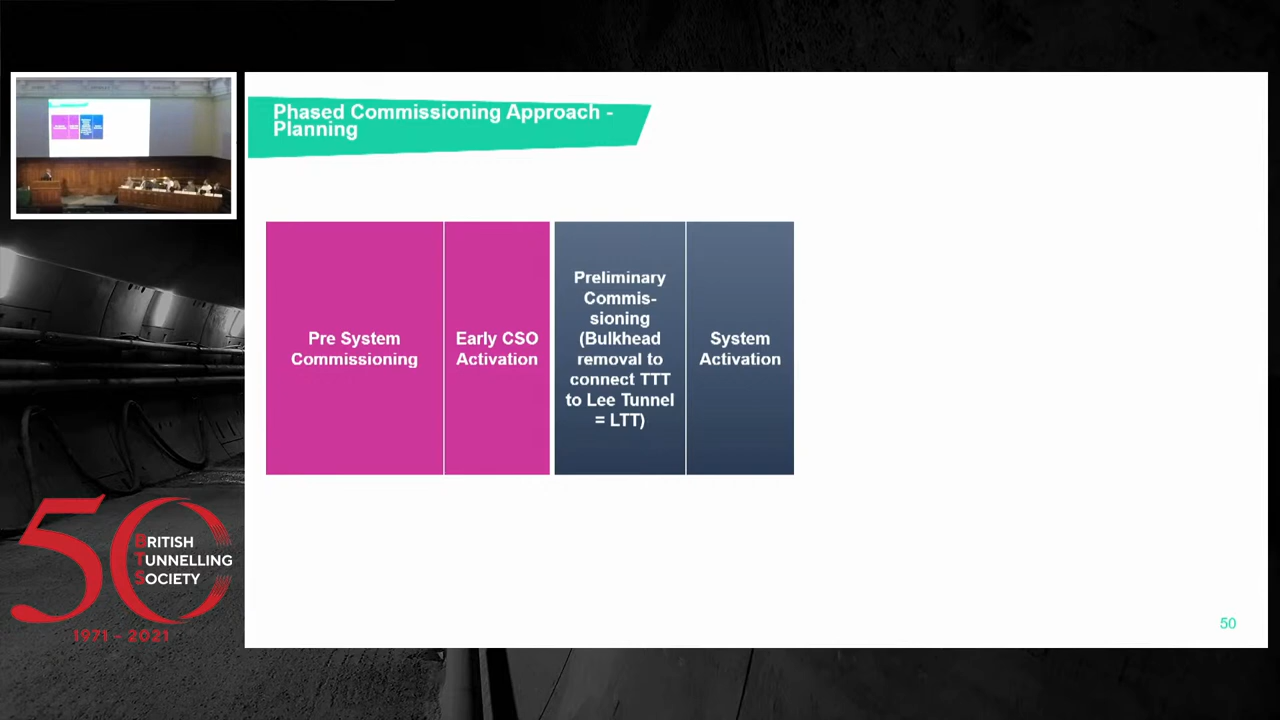 Phased Commissioning Approach -
Planning
Pre System
Commissioning
Early CSO
Activation
Preliminary
Commis-
sioning
(Bulkhead
removal to
connect TTT
to Lee Tunnel
= LTT)
System
Activation
50
50
BRITISH
TUNNELLING
SOCIETY
1971 - 2021